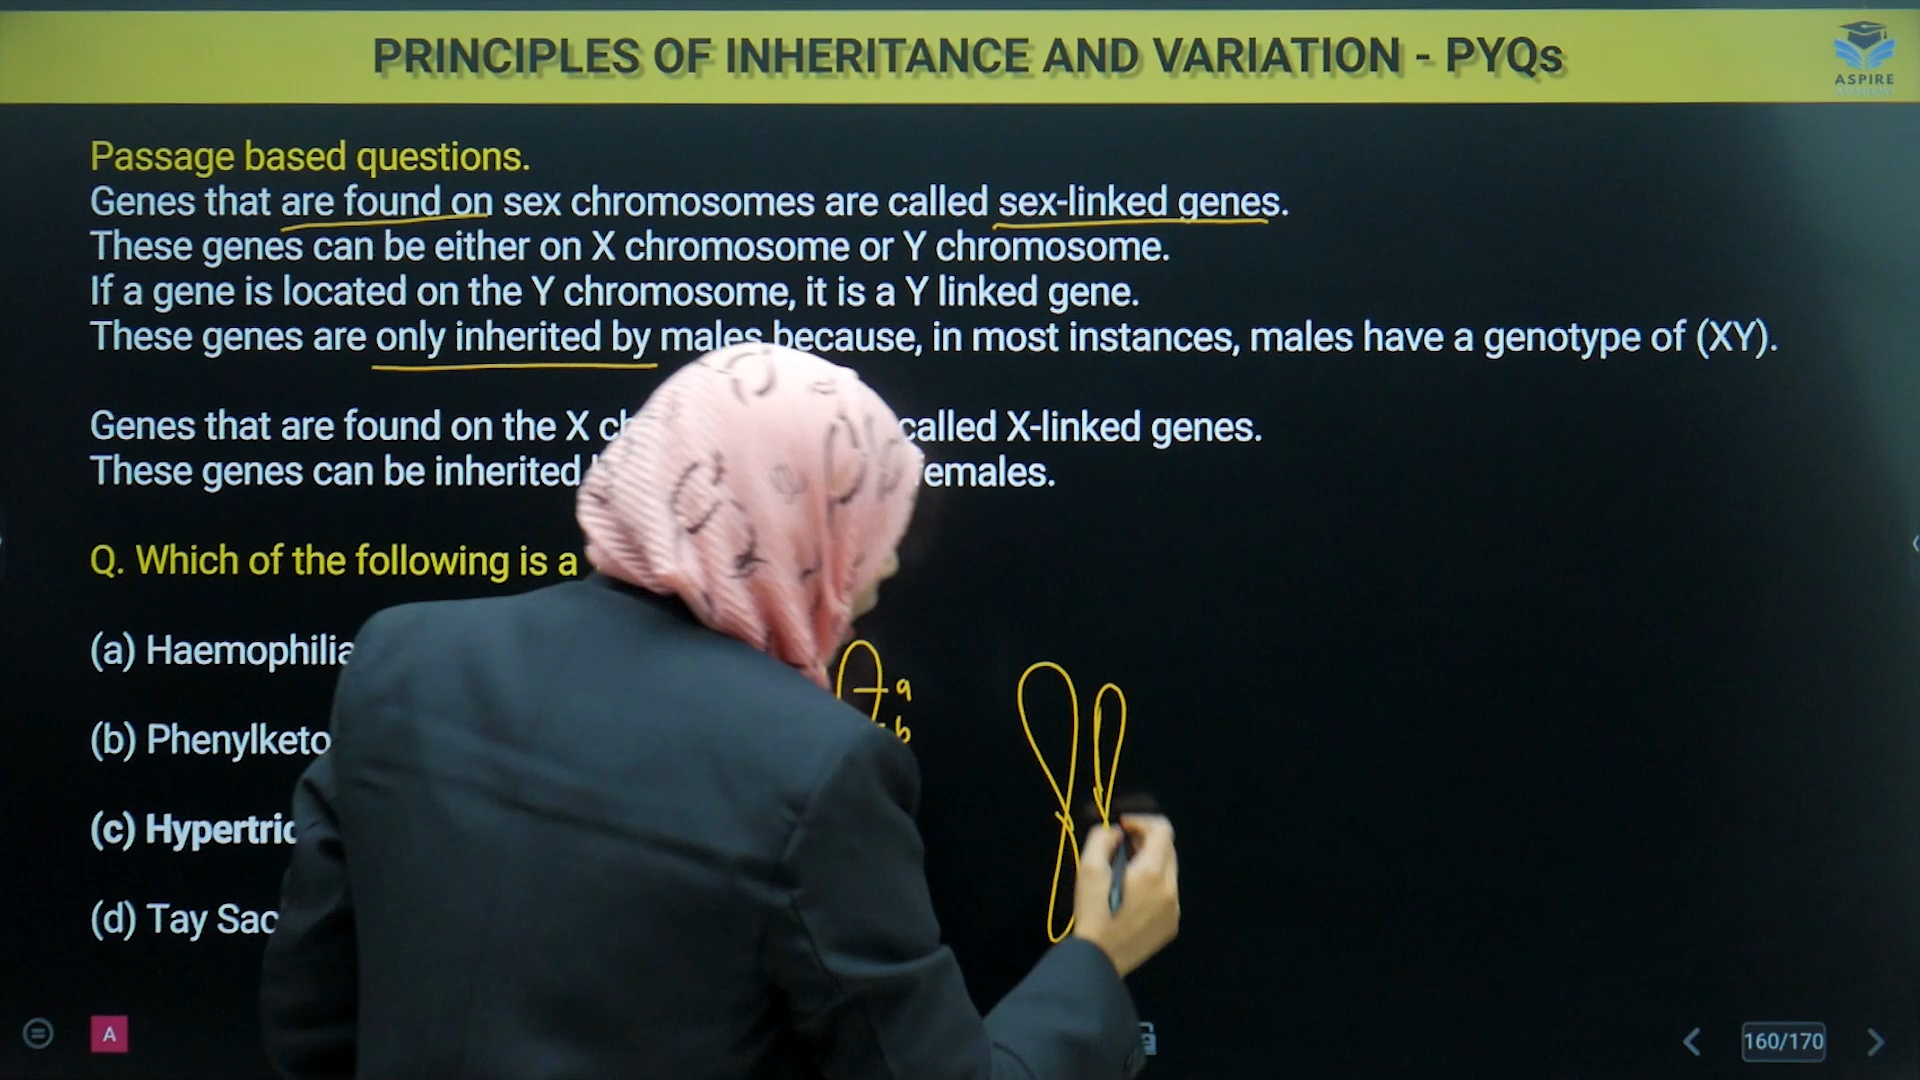 PRINCIPLES OF INHERITANCE AND VARIATION - PYQs
ASPIRE
Passage based questions.
Genes that are found on sex chromosomes are called sex-linked genes.
These genes can be either on X chromosome or Y chromosome.
If a gene is located on the Y chromosome, it is a Y linked gene.
These genes are only inherited by males because, in most instances, males have a genotype of (XY).
Genes that are found on the X called X-linked genes.
These genes can be inherited females.
Q. Which of the following is a
(a) Haemophilia
(b) Phenylketo
(c) Hypertric
(d) Tay Sac
a
b
A
160/170